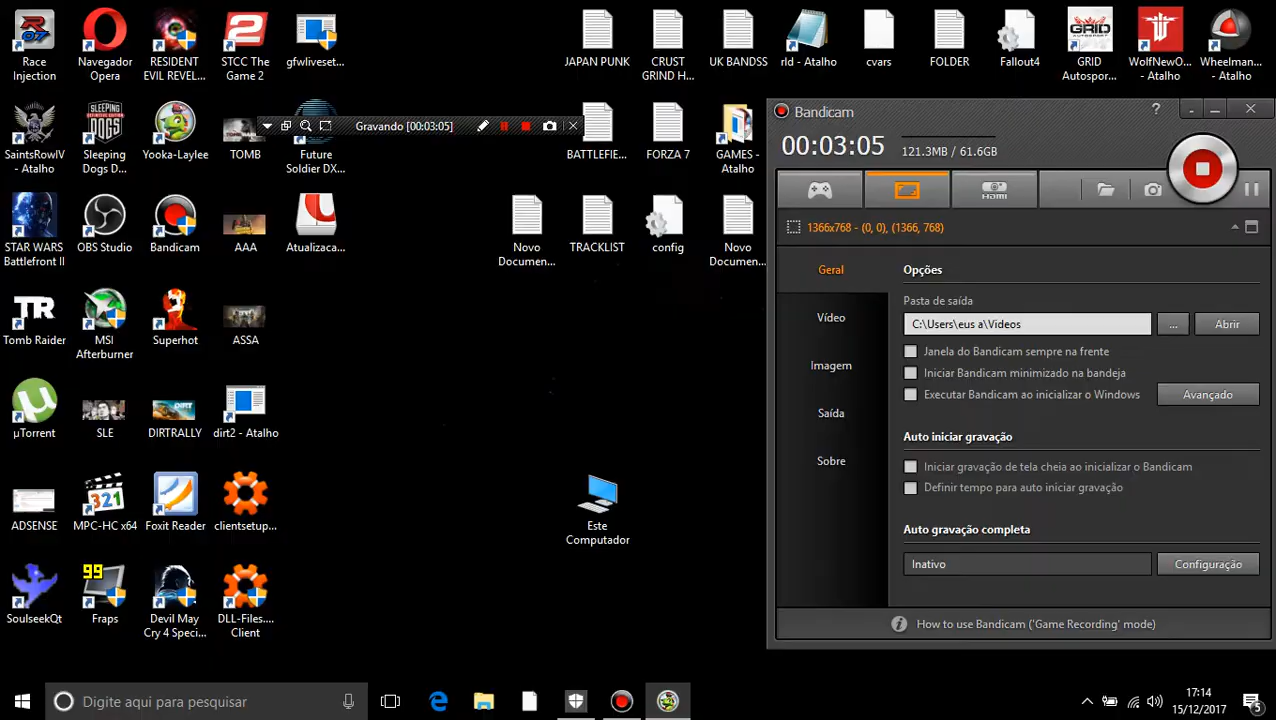 Race
Injection
Navegador
Opera
RESIDENT
EVIL REVEL...
2
STCC The
Game 2
gfwliveset...
JAPAN PUNK
CRUST
GRIND H...
UK BANDSS
rld - Atalho
cvars
FOLDER
Fallout4
GRID
GRID
Autospor...
WolfNewO...
- Atalho
Wheelman...
- Atalho
SaintsRowIV
- Atalho
Sleeping
Dogs D...
Yooka-Laylee
TOMB
Future
Soldier DX...
Gravando [00:03:05]
BATTLEFIE...
FORZA 7
GAMES -
Atalho
STAR WARS
Battlefront II
OBS Studio
Bandicam
AAA
Atualizaca...
Novo
Documen...
TRACKLIST
config
Novo
Documen...
TR
Tomb Raider
MSI
Afterburner
Superhot
ASSA
µTorrent
SLE
DIRTRALLY
dirt2 - Atalho
ADSENSE
321
MPC-HC x64
Foxit Reader
clientsetup...
Este
Computador
SoulseekQt
99
Fraps
Devil May
Cry 4 Speci...
DLL-Files....
Client
Bandicam
?
00:03:05
121.3MB / 61.6GB
HDMI
1366x768 - (0, 0), (1366, 768)
Geral
Vídeo
Imagem
Saída
Sobre
Opções
Pasta de saída
C:\Users\eus a\Videos
...
Abrir
Janela do Bandicam sempre na frente
Iniciar Bandicam minimizado na bandeja
Executar Bandicam ao inicializar o Windows
Avançado
Auto iniciar gravação
Iniciar gravação de tela cheia ao inicializar o Bandicam
Definir tempo para auto iniciar gravação
Auto gravação completa
Inativo
Configuração
How to use Bandicam ('Game Recording' mode)
Digite aqui para pesquisar
17:14
15/12/2017
5